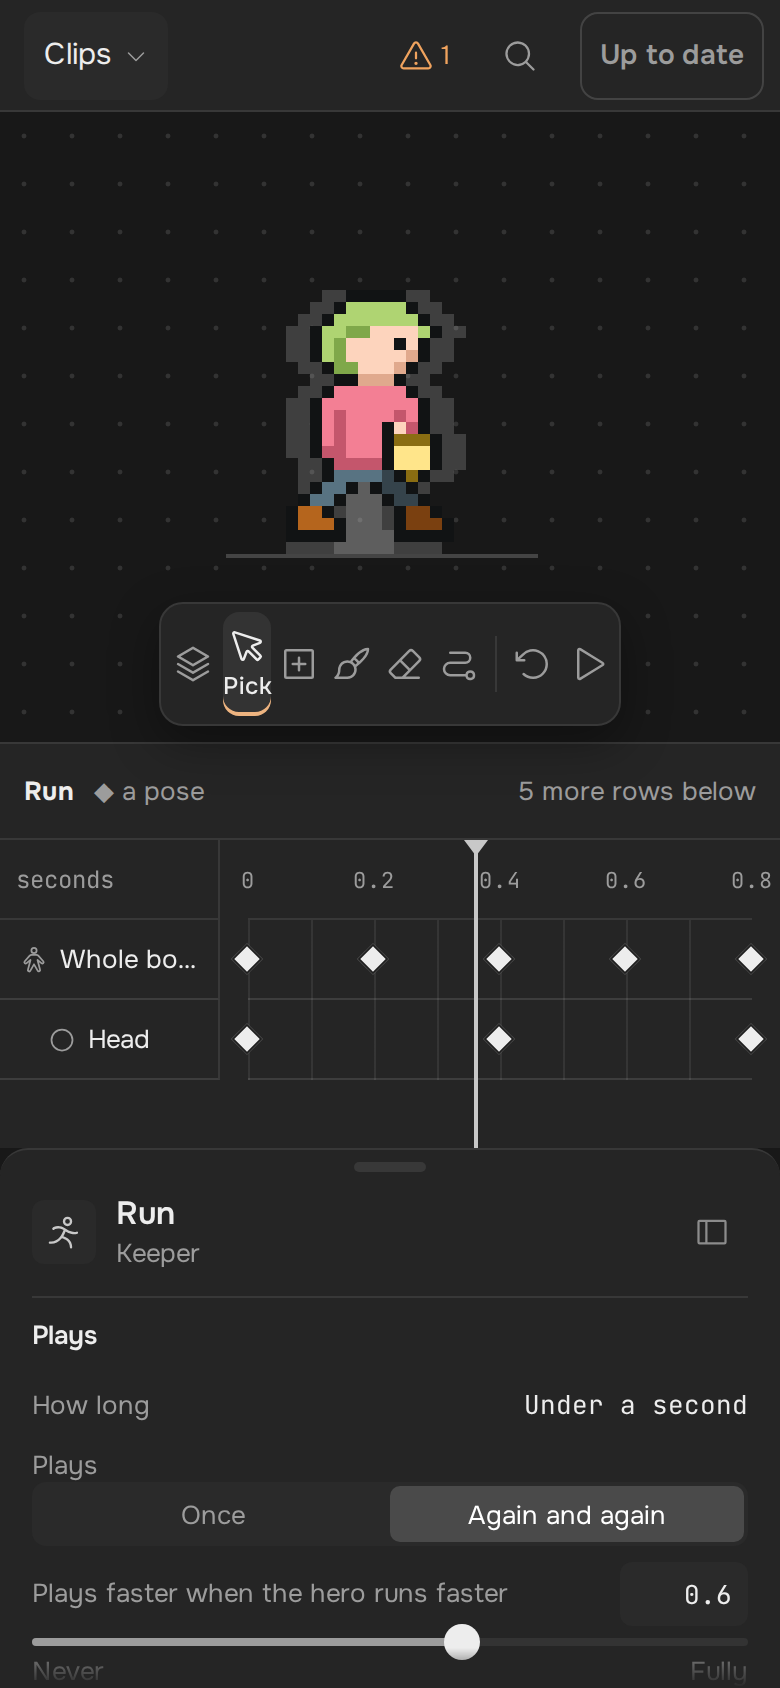 Clips
1
Up to date
Pick
Run ◆ a pose
5 more rows below
seconds 0 0.2 0.4 0.6 0.8
Whole bo...
Head
Run
Keeper
Plays
How long Under a second
Plays
Once Again and again
Plays faster when the hero runs faster 0.6
Never Fully